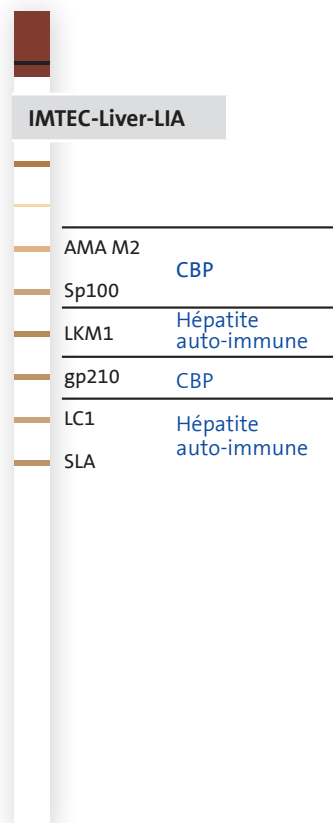 IMTEC-Liver-LIA
AMA M2
CBP
Sp100
LKM1
Hépatite
auto-immune
gp210
CBP
LC1
Hépatite
auto-immune
SLA